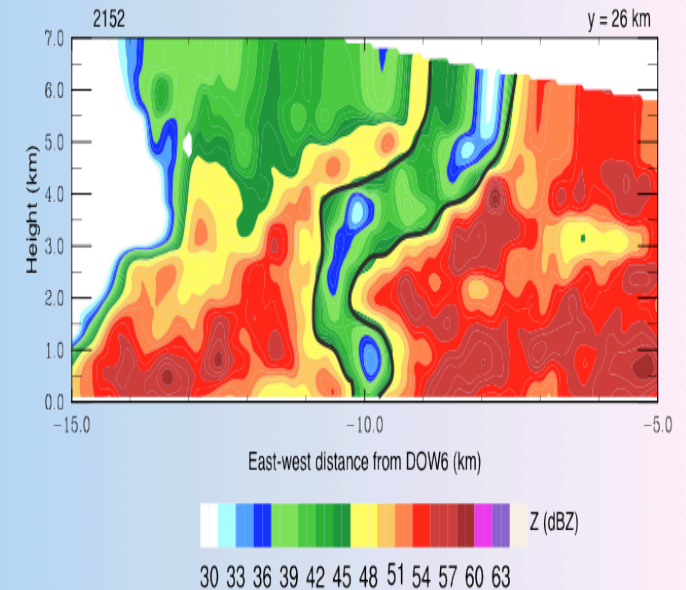 2152 y = 26 km
7.0
6.0
5.0
4.0
3.0
2.0
1.0
0.0
Height (km)
−15.0 −10.0 −5.0
East-west distance from DOW6 (km)
Z (dBZ)
30 33 36 39 42 45 48 51 54 57 60 63